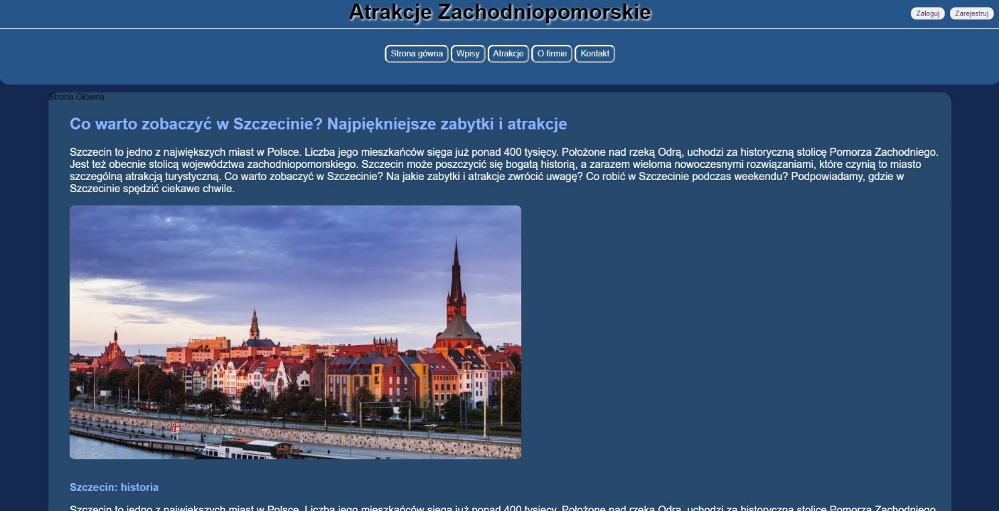 Atrakcje Zachodniopomorskie
Zaloguj
Zarejestruj
Strona gówna
Wpisy
Atrakcje
O firmie
Kontakt
Strona Główna
Co warto zobaczyć w Szczecinie? Najpiękniejsze zabytki i atrakcje
Szczecin to jedno z największych miast w Polsce. Liczba jego mieszkańców sięga już ponad 400 tysięcy. Położone nad rzeką Odrą, uchodzi za historyczną stolicę Pomorza Zachodniego.
Jest też obecnie stolicą województwa zachodniopomorskiego. Szczecin może poszczycić się bogatą historią, a zarazem wieloma nowoczesnymi rozwiązaniami, które czynią to miasto
szczególną atrakcją turystyczną. Co warto zobaczyć w Szczecinie? Na jakie zabytki i atrakcje zwrócić uwagę? Co robić w Szczecinie podczas weekendu? Podpowiadamy, gdzie w
Szczecinie spędzić ciekawe chwile.
Szczecin: historia
Szczecin to jedno z największych miast w Polsce. Liczba jego mieszkańców sięga już ponad 400 tysięcy. Położone nad rzeką Odrą, uchodzi za historyczną stolicę Pomorza Zachodniego.